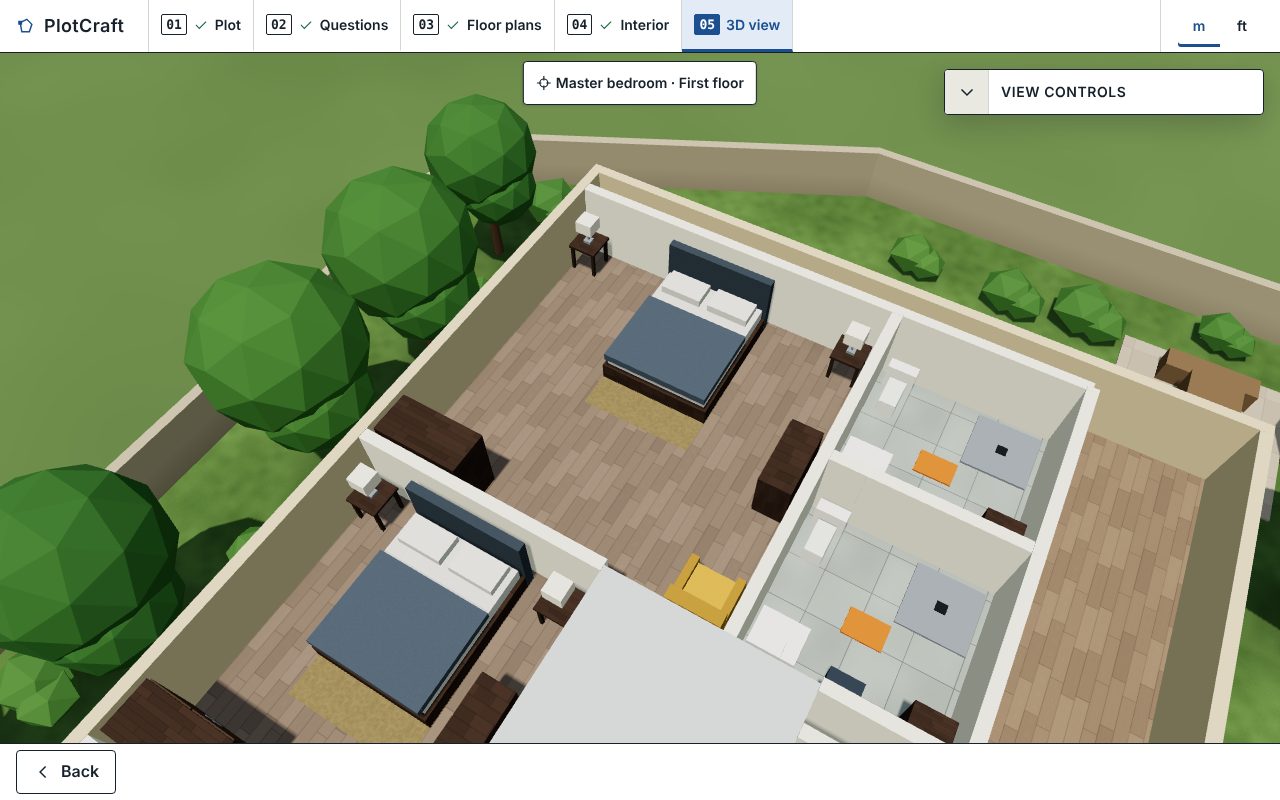 PlotCraft
01 Plot
02 Questions
03 Floor plans
04 Interior
05 3D view
m
ft
Master bedroom · First floor
VIEW CONTROLS
Back